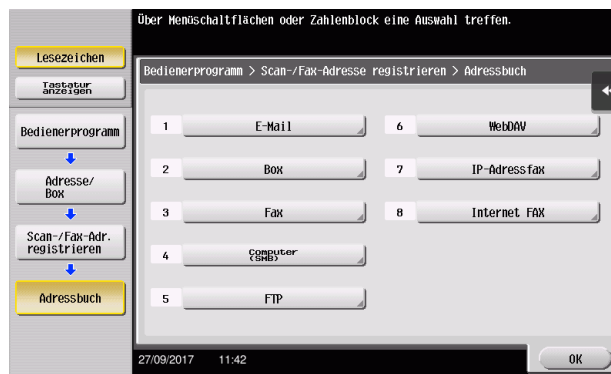 Über Menüschaltflächen oder Zahlenblock eine Auswahl treffen.
Lesezeichen
Tastatur
anzeigen
Bedienerprogramm
Adresse/
Box
Scan-/Fax-Adr.
registrieren
Adressbuch
Bedienerprogramm > Scan-/Fax-Adresse registrieren > Adressbuch
1 E-Mail
6 WebDAV
2 Box
7 IP-Adressfax
3 Fax
8 Internet FAX
4 Computer
(SMB)
5 FTP
27/09/2017 11:42
OK